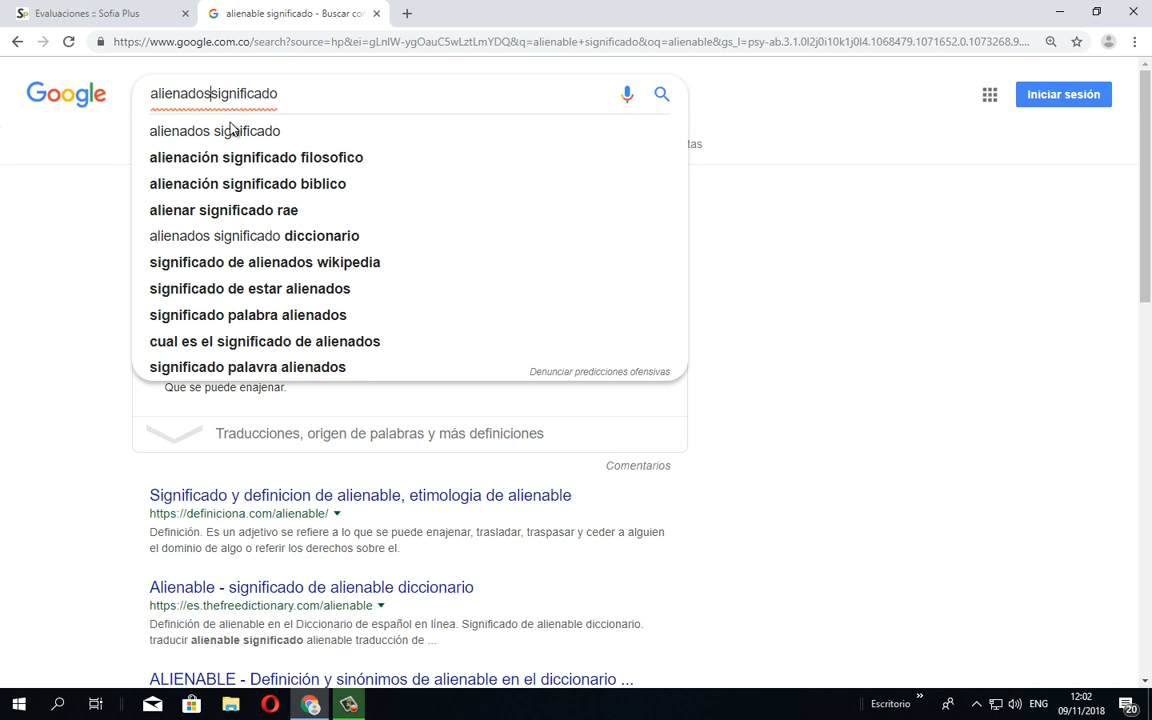 Evaluaciones :: Sofia Plus
alienable significado - Buscar con
https://www.google.com.co/search?source=hp&ei=gLnIW-ygOauC5wLztLmYDQ&q=alienable+significado&oq=alienable&gs_l=psy-ab.3.1.0l2j0i10k1j0l4.1068479.1071652.0.1073268.9....
Google
alienadossignificado
Iniciar sesión
alienados significado
tas
alienación significado filosofico
alienación significado biblico
alienar significado rae
alienados significado diccionario
significado de alienados wikipedia
significado de estar alienados
significado palabra alienados
cual es el significado de alienados
significado palavra alienados
Denunciar predicciones ofensivas
Que se puede enajenar.
Traducciones, origen de palabras y más definiciones
Comentarios
Significado y definicion de alienable, etimologia de alienable
https://definiciona.com/alienable/
Definición. Es un adjetivo se refiere a lo que se puede enajenar, trasladar, traspasar y ceder a alguien
el dominio de algo o referir los derechos sobre el.
Alienable - significado de alienable diccionario
https://es.thefreedictionary.com/alienable
Definición de alienable en el Diccionario de español en línea. Significado de alienable diccionario.
traducir alienable significado alienable traducción de ...
ALIENABLE - Definición y sinónimos de alienable en el diccionario ...
Escritorio
ENG
12:02
09/11/2018
20